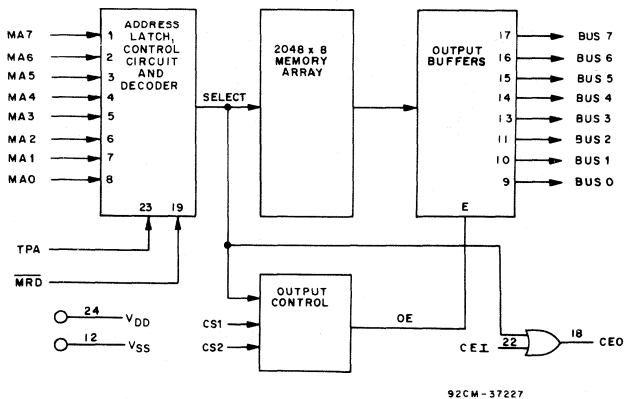 MA7
MA6
MA5
MA4
MA3
MA2
MA1
MA0
1
2
3
4
5
6
7
8
ADDRESS
LATCH,
CONTROL
CIRCUIT
AND
DECODER
23 19
TPA
MRD
SELECT
2048 x 8
MEMORY
ARRAY
OUTPUT
BUFFERS
17
16
15
14
13
11
10
9
E
BUS 7
BUS 6
BUS 5
BUS 4
BUS 3
BUS 2
BUS 1
BUS 0
24 VDD
12 VSS
CS1
CS2
OUTPUT
CONTROL
OE
CEI 22
18 CEO
92CM-37227